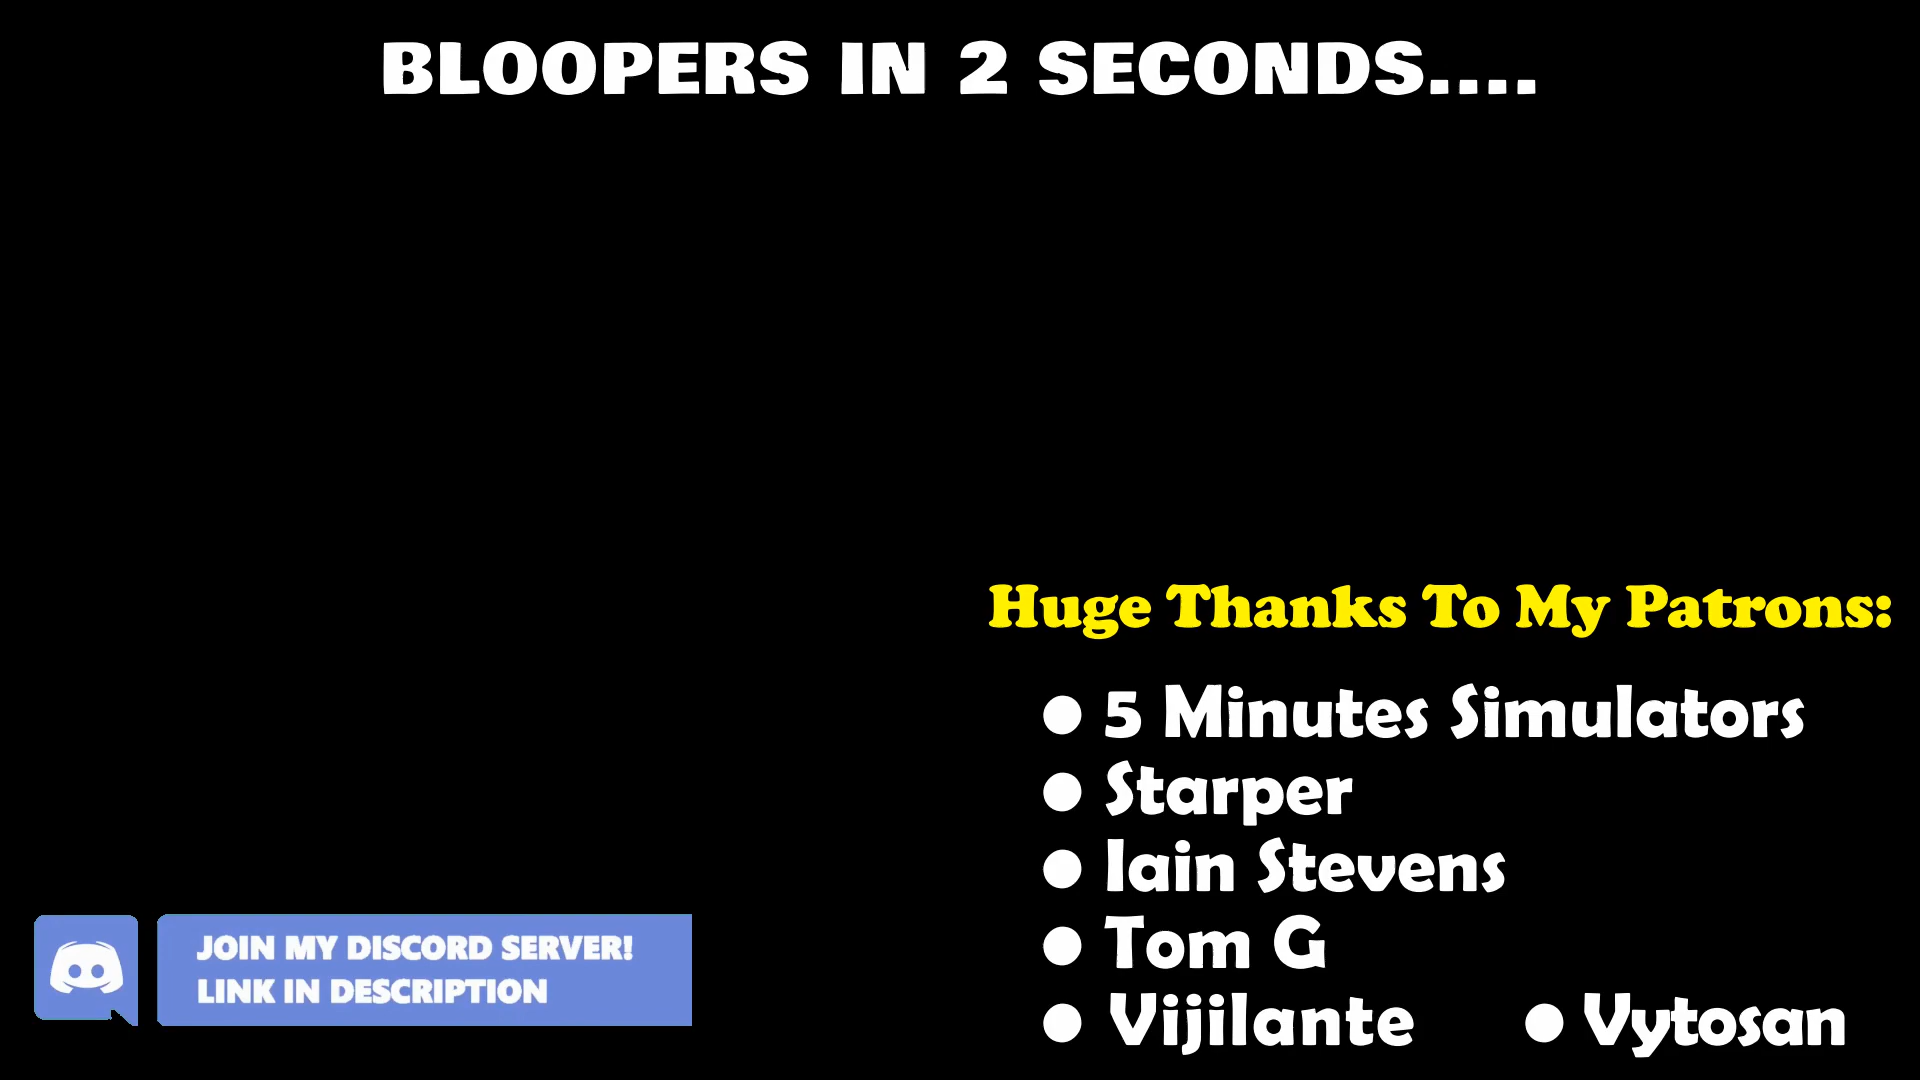 BLOOPERS IN 2 SECONDS....
Huge Thanks To My Patrons:
● 5 Minutes Simulators
● Starper
● Iain Stevens
● Tom G
● Vijilante ● Vytosan
JOIN MY DISCORD SERVER!
LINK IN DESCRIPTION